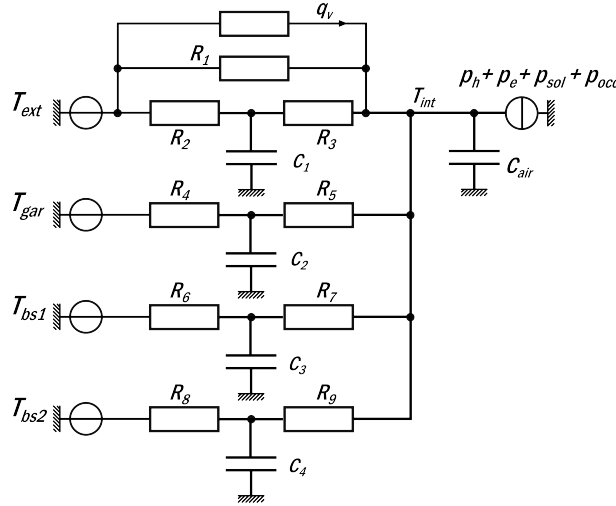 q_v
R_1
p_h + p_e + p_sol + p_occ
T_ext
T_int
R_2
R_3
C_1
C_air
T_gar
R_4
R_5
C_2
T_bs1
R_6
R_7
C_3
T_bs2
R_8
R_9
C_4